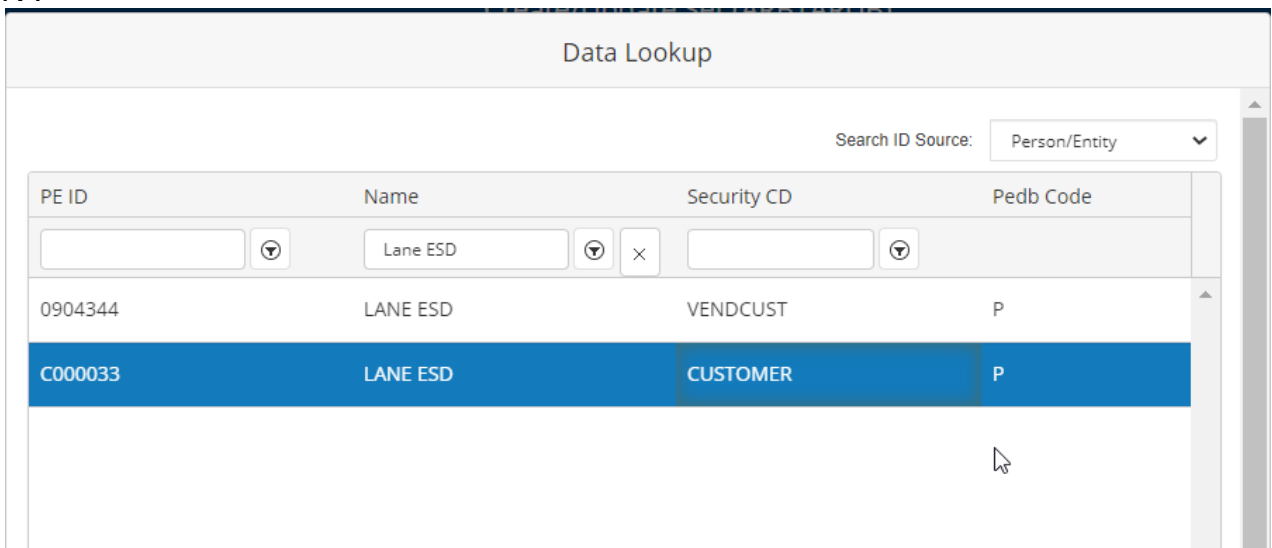 Data Lookup
Search ID Source: Person/Entity
PE ID Name Security CD Pedb Code
Lane ESD
0904344 LANE ESD VENDCUST P
C000033 LANE ESD CUSTOMER P